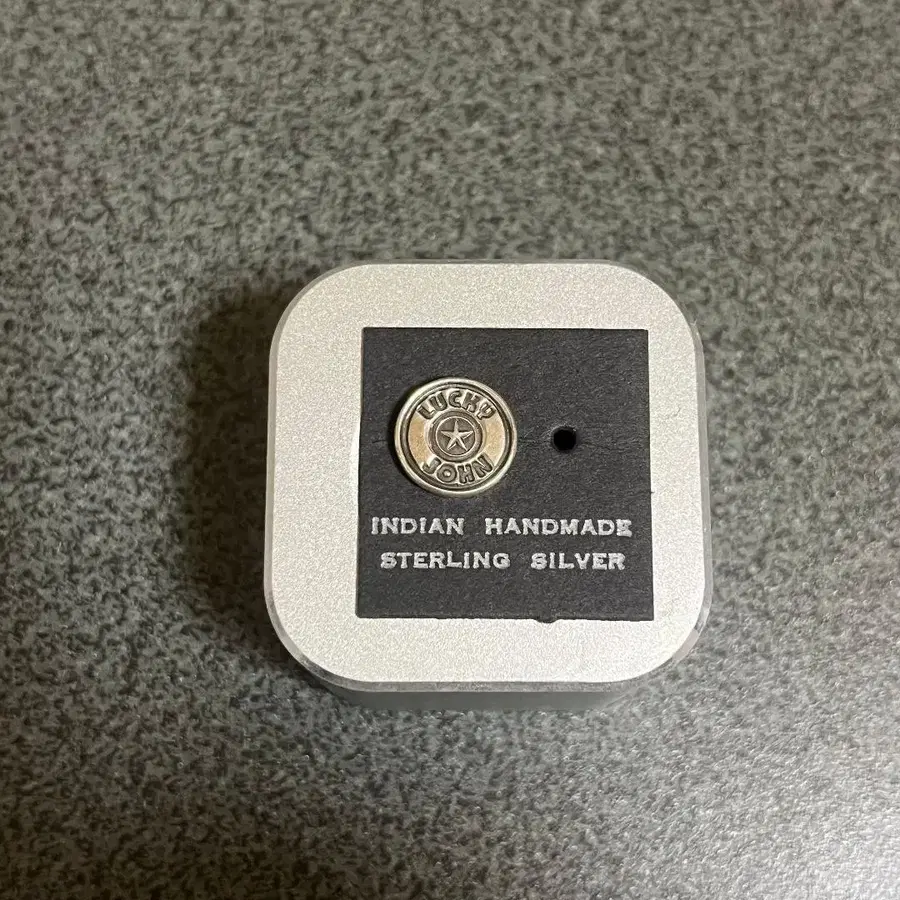 LUCKY
JOHN
INDIAN HANDMADE
STERLING SILVER